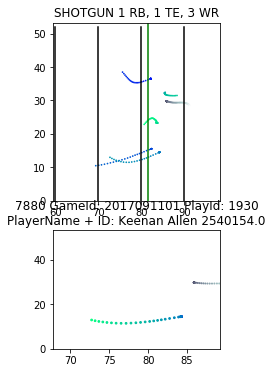 SHOTGUN 1 RB, 1 TE, 3 WR
50
40
30
20
10
0
60 70 80 90
7880 GameId: 2017091101 PlayId: 1930
PlayerName + ID: Keenan Allen 2540154.0
40
20
0
70 75 80 85